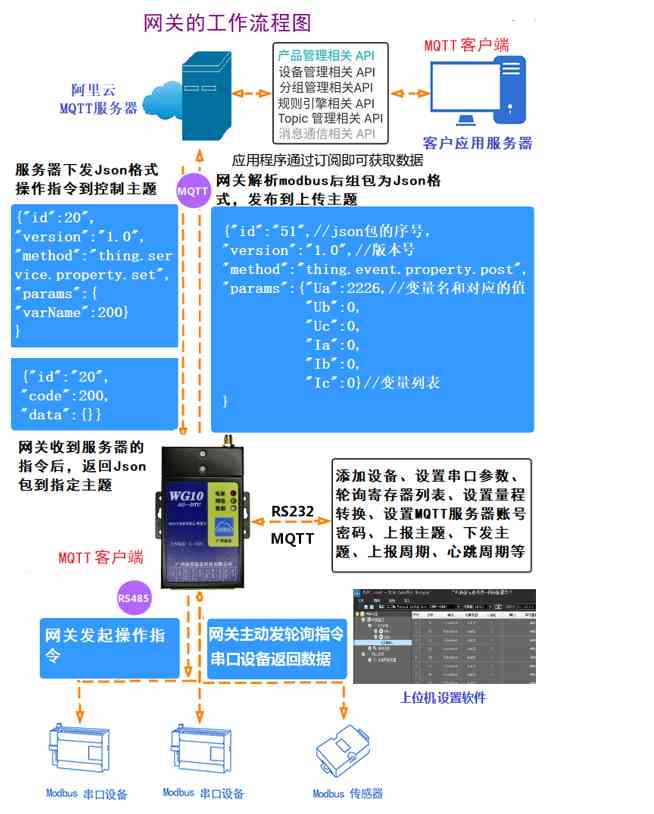 网关的工作流程图
产品管理相关 API
设备管理相关 API
分组管理相关API
规则引擎相关 API
Topic 管理相关 API
消息通信相关 API
MQTT 客户端
阿里云
MQTT服务器
客户应用服务器
应用程序通过订阅即可获取数据
服务器下发Json格式
操作指令到控制主题
MQTT
网关解析modbus后组包为Json格
式，发布到上传主题
{"id":20",
"version":"1.0",
"method":"thing.ser
vice.property.set",
"params":{
"varName":200}
}
{"id":"51",//json包的序号，
"version":"1.0",//版本号
"method":"thing.event.property.post",
"params":{"Ua":2226,//变量名和对应的值
"Ub":0,
"Uc":0,
"Ia":0,
"Ib":0,
"Ic":0}//变量列表
}
{"id":"20",
"code":200,
"data":{}}
网关收到服务器的
指令后，返回Json
包到指定主题
WG10
4G-DTU
RS232
MQTT
添加设备、设置串口参数、
轮询寄存器列表、设置量程
转换、设置MQTT服务器账号
密码、上报主题、下发主
题、上报周期、心跳周期等
MQTT 客户端
RS485
网关发起操作指
令
网关主动发轮询指令
串口设备返回数据
上位机设置软件
Modbus 串口设备
Modbus 串口设备
Modbus 传感器